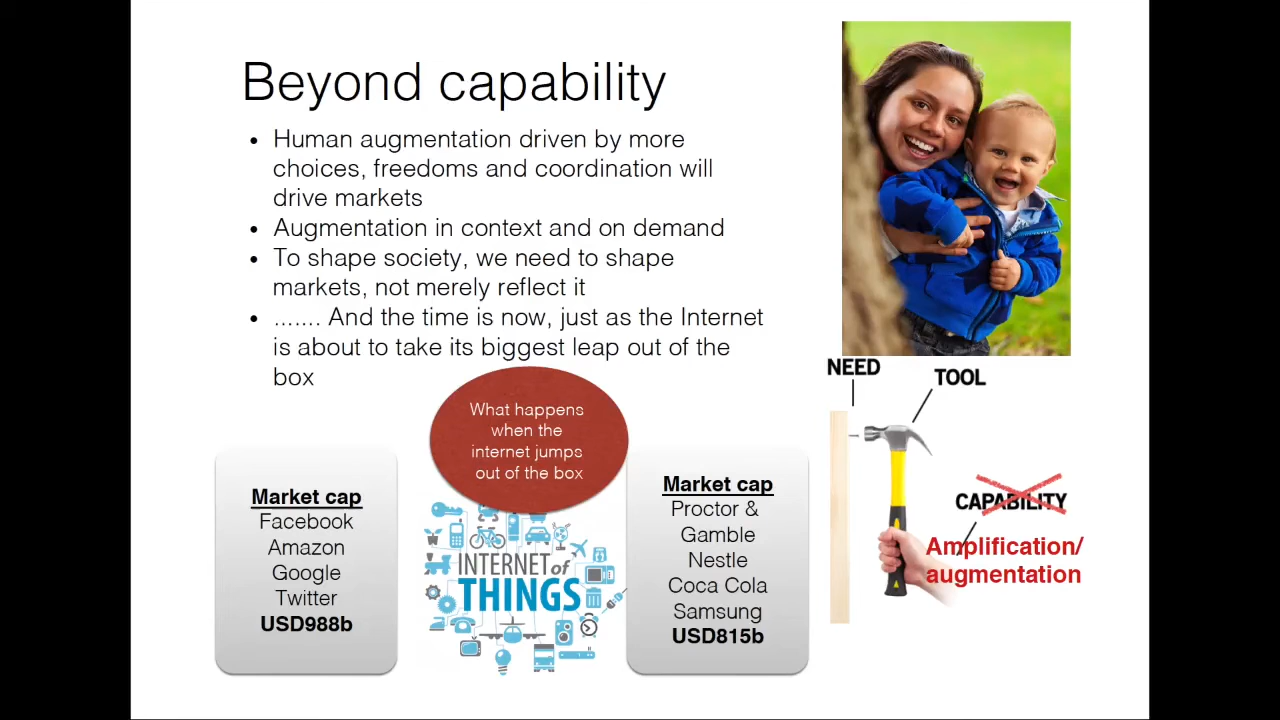 Beyond capability
• Human augmentation driven by more
choices, freedoms and coordination will
drive markets
• Augmentation in context and on demand
• To shape society, we need to shape
markets, not merely reflect it
• ....... And the time is now, just as the Internet
is about to take its biggest leap out of the
box
What happens
when the
internet jumps
out of the box
Market cap
Facebook
Amazon
Google
Twitter
USD988b
INTERNET of
THINGS
Market cap
Proctor &
Gamble
Nestle
Coca Cola
Samsung
USD815b
NEED
TOOL
CAPABILITY
Amplification/
augmentation